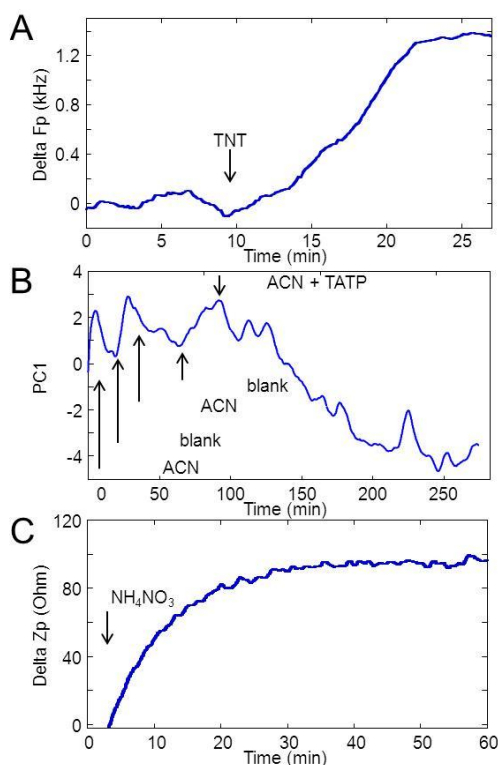 A
1.2
0.8
0.4
0
Delta Fp (kHz)
TNT
0 5 10 15 20 25
Time (min)
B
4
2
0
-2
-4
PC1
ACN + TATP
blank
ACN
blank
ACN
0 50 100 150 200 250
Time (min)
C
120
80
40
0
Delta Zp (Ohm)
NH₄NO₃
0 10 20 30 40 50 60
Time (min)